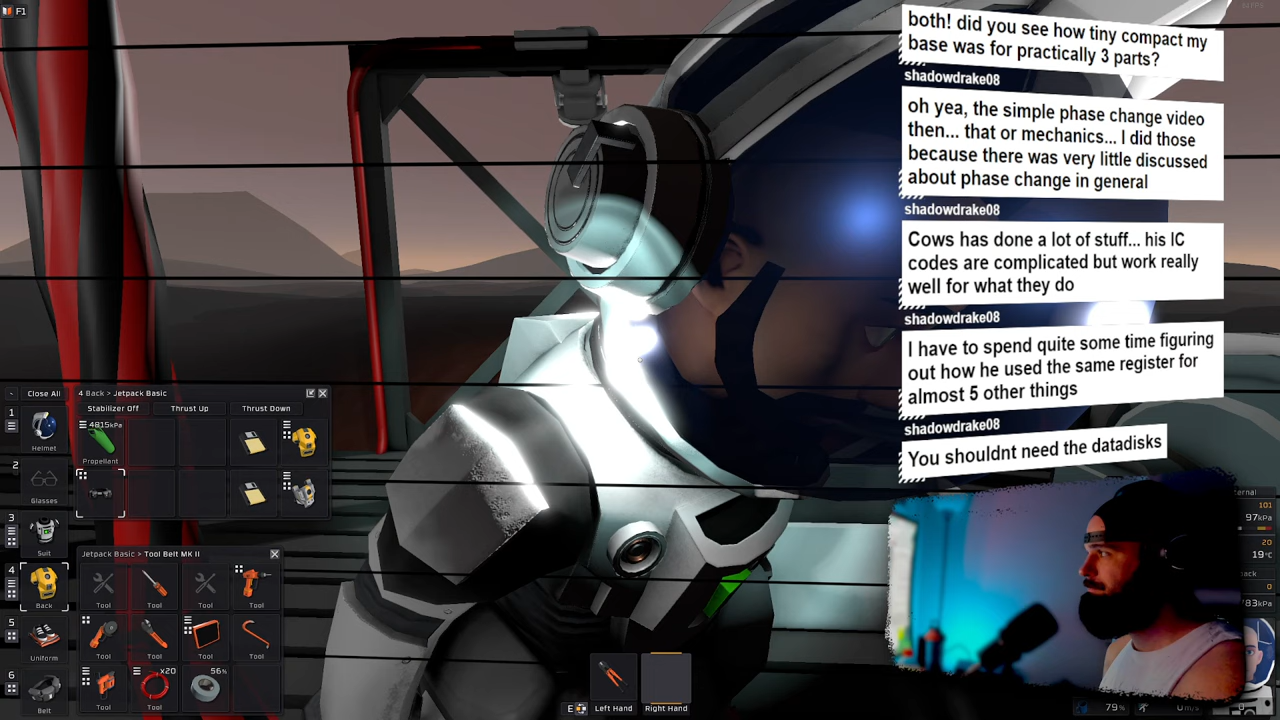 F1
both! did you see how tiny compact my
base was for practically 3 parts?
shadowdrake08
oh yea, the simple phase change video
then... that or mechanics... I did those
because there was very little discussed
about phase change in general
shadowdrake08
Cows has done a lot of stuff... his IC
codes are complicated but work really
well for what they do
shadowdrake08
I have to spend quite some time figuring
out how he used the same register for
almost 5 other things
shadowdrake08
You shouldnt need the datadisks
Close All
4 Back > Jetpack Basic
Stabilizer Off Thrust Up Thrust Down
1
Helmet
4815kPa
Propellant
2
Glasses
3
Suit
4
Back
5
Uniform
6
Belt
Jetpack Basic > Tool Belt MK II
Tool Tool Tool Tool
Tool Tool Tool Tool
x20 56%
Tool Tool
E
Left Hand Right Hand
ternal
101
97kPa
20
19°C
0
79%
0m/s